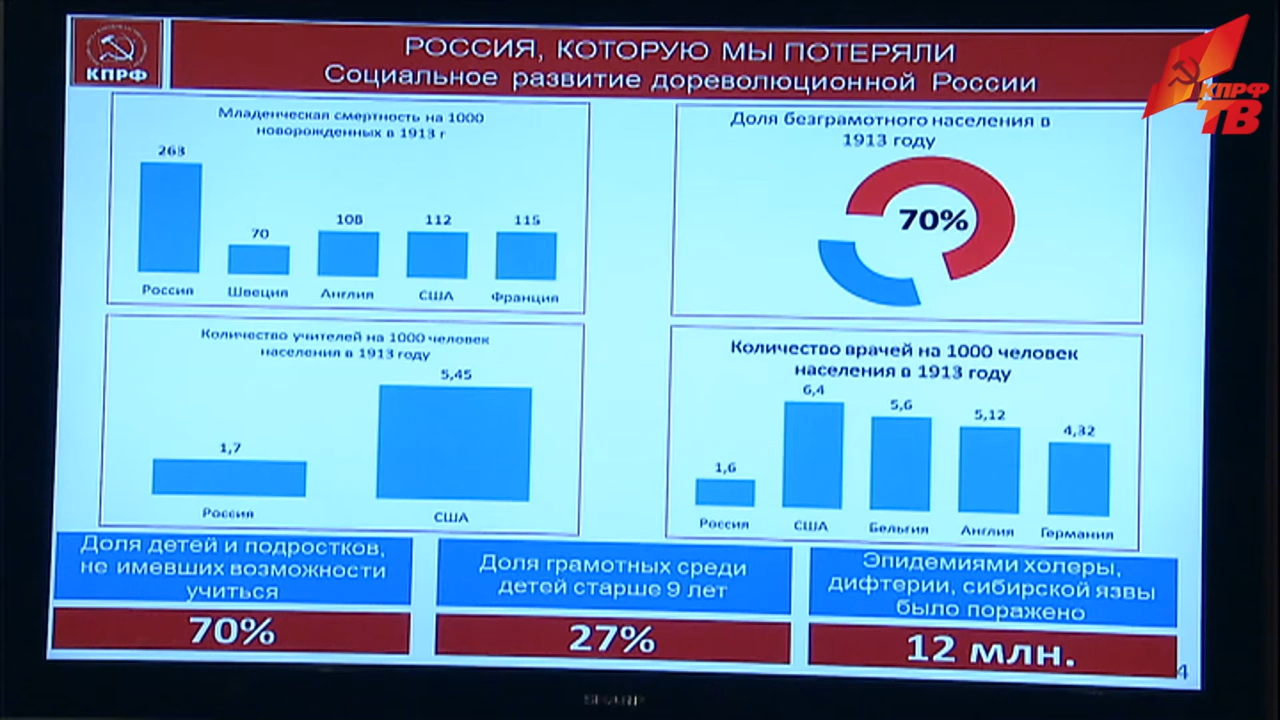 КПРФ
РОССИЯ, КОТОРУЮ МЫ ПОТЕРЯЛИ
Социальное развитие дореволюционной России
КПРФ
ТВ
Младенческая смертность на 1000
новорожденных в 1913 г
263
70
108
112
115
Россия
Швеция
Англия
США
Франция
Доля безграмотного населения в
1913 году
70%
Количество учителей на 1000 человек
населения в 1913 году
1,7
5,45
Россия
США
Количество врачей на 1000 человек
населения в 1913 году
1,6
6,4
5,6
5,12
4,32
Россия
США
Бельгия
Англия
Германия
Доля детей и подростков,
не имевших возможности
учиться
70%
Доля грамотных среди
детей старше 9 лет
27%
Эпидемиями холеры,
дифтерии, сибирской язвы
было поражено
12 млн.
4
SHARP